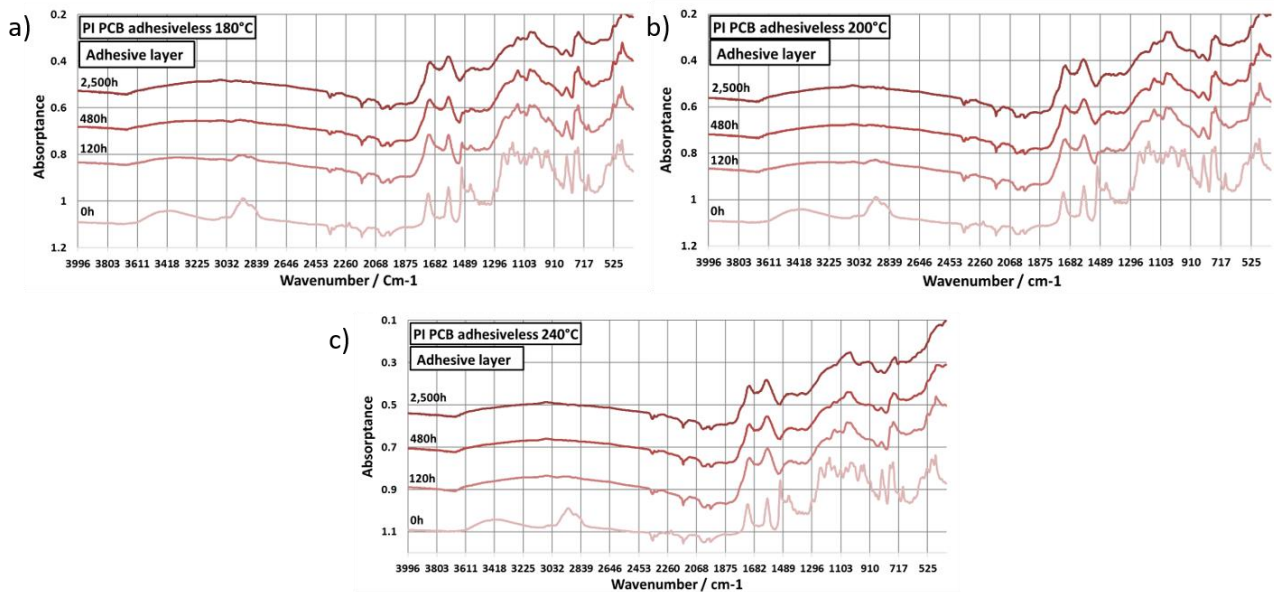 a)
PI PCB adhesiveless 180°C
Adhesive layer
Absorptance
0.2
0.4
0.6
0.8
1
1.2
2,500h
480h
120h
0h
3996 3803 3611 3418 3225 3032 2839 2646 2453 2260 2068 1875 1682 1489 1296 1103 910 717 525
Wavenumber / Cm-1
b)
PI PCB adhesiveless 200°C
Adhesive layer
Absorptance
0.2
0.4
0.6
0.8
1
1.2
2,500h
480h
120h
0h
3996 3803 3611 3418 3225 3032 2839 2646 2453 2260 2068 1875 1682 1489 1296 1103 910 717 525
Wavenumber / cm-1
c)
PI PCB adhesiveless 240°C
Adhesive layer
Absorptance
0.1
0.3
0.5
0.7
0.9
1.1
2,500h
480h
120h
0h
3996 3803 3611 3418 3225 3032 2839 2646 2453 2260 2068 1875 1682 1489 1296 1103 910 717 525
Wavenumber / cm-1